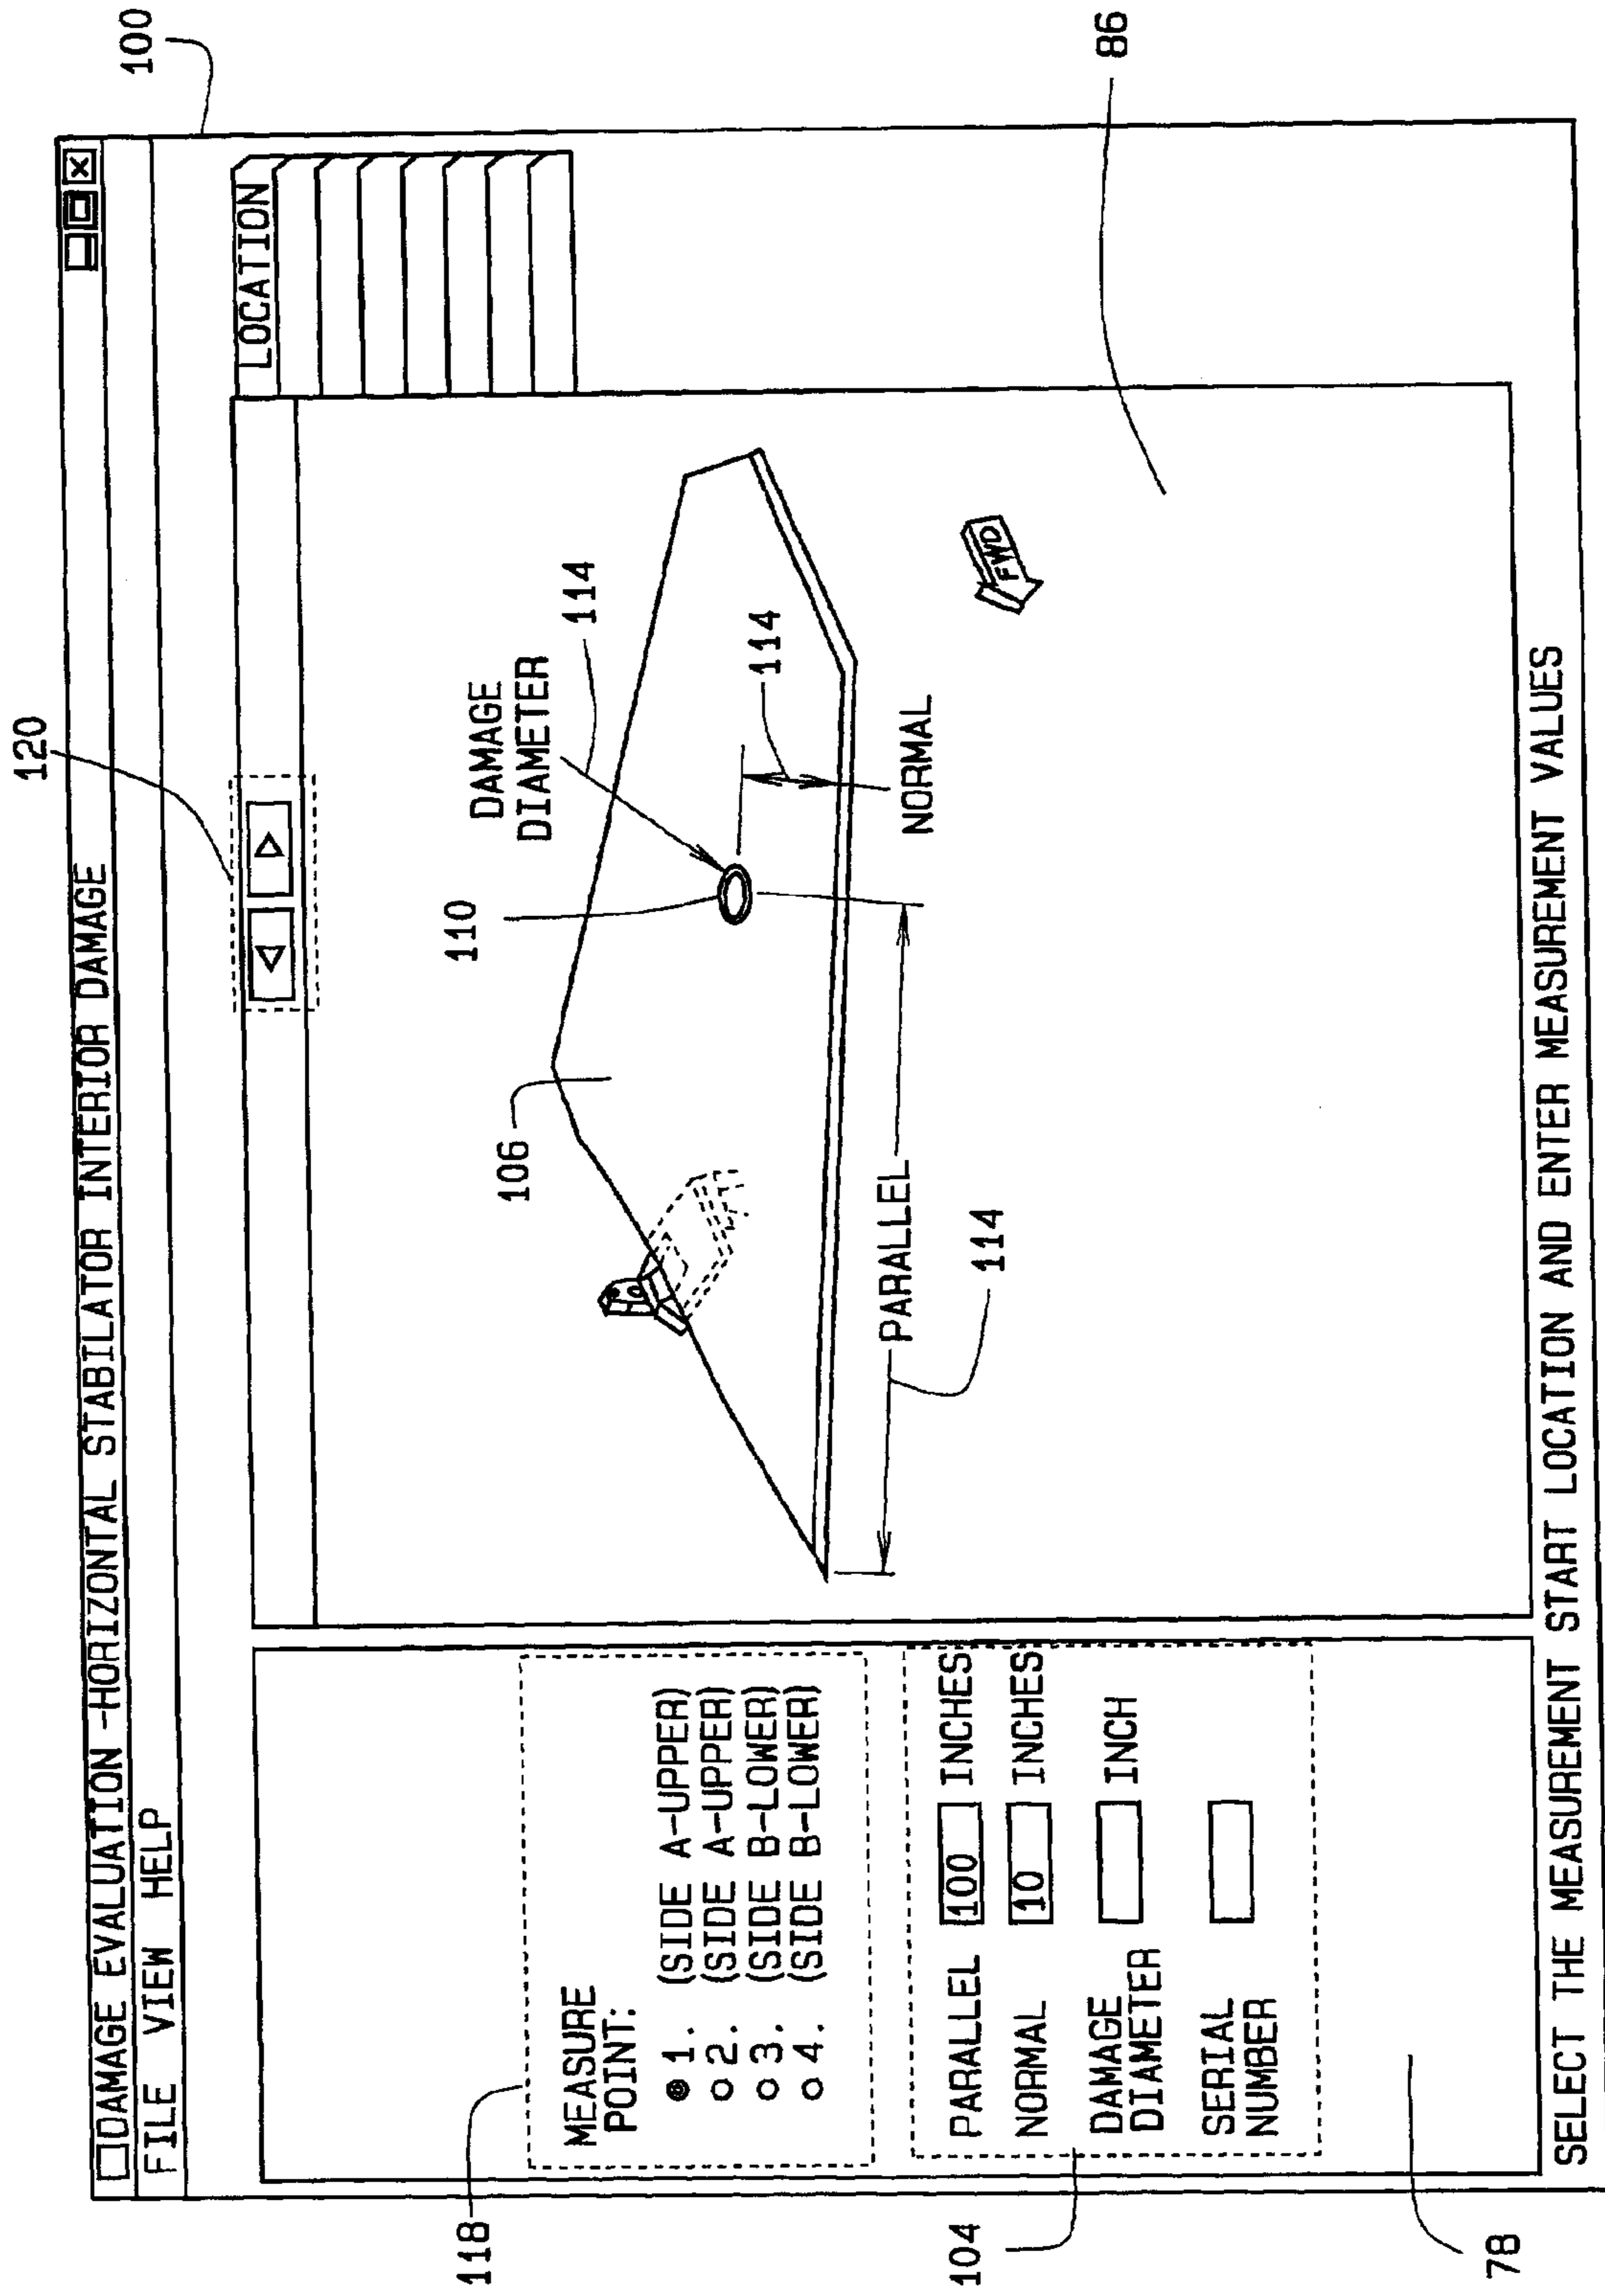 120
100
DAMAGE EVALUATION -HORIZONTAL STABILATOR INTERIOR DAMAGE
FILE VIEW HELP
LOCATION
118
MEASURE
POINT:
1. (SIDE A-UPPER)
2. (SIDE A-UPPER)
3. (SIDE B-LOWER)
4. (SIDE B-LOWER)
104
PARALLEL 100 INCHES
NORMAL 10 INCHES
DAMAGE
DIAMETER INCH
SERIAL
NUMBER
78
110
DAMAGE
DIAMETER
114
106
114
NORMAL
PARALLEL
114
FWD
86
SELECT THE MEASUREMENT START LOCATION AND ENTER MEASUREMENT VALUES